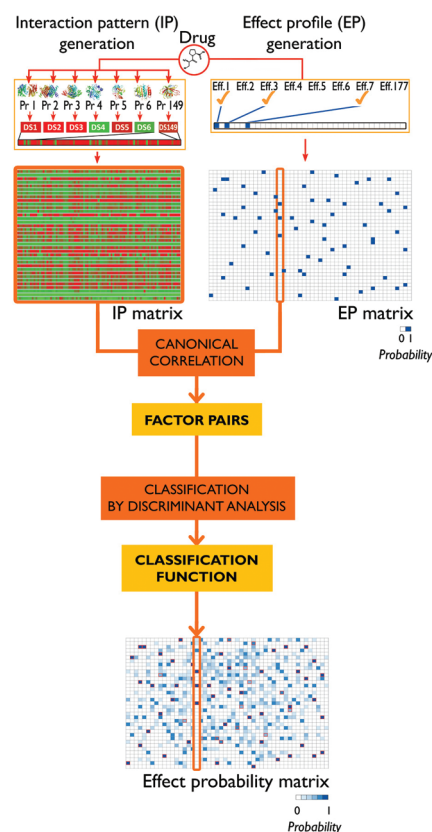 Interaction pattern (IP)
generation
Drug
Effect profile (EP)
generation
Pr 1 Pr 2 Pr 3 Pr 4 Pr 5 Pr 6 Pr 149
DS1 DS2 DS3 DS4 DS5 DS6 DS149
Eff.1 Eff.2 Eff.3 Eff.4 Eff.5 Eff.6 Eff.7 Eff.177
IP matrix
EP matrix
0 1
Probability
CANONICAL
CORRELATION
FACTOR PAIRS
CLASSIFICATION
BY DISCRIMINANT ANALYSIS
CLASSIFICATION
FUNCTION
Effect probability matrix
0 1
Probability